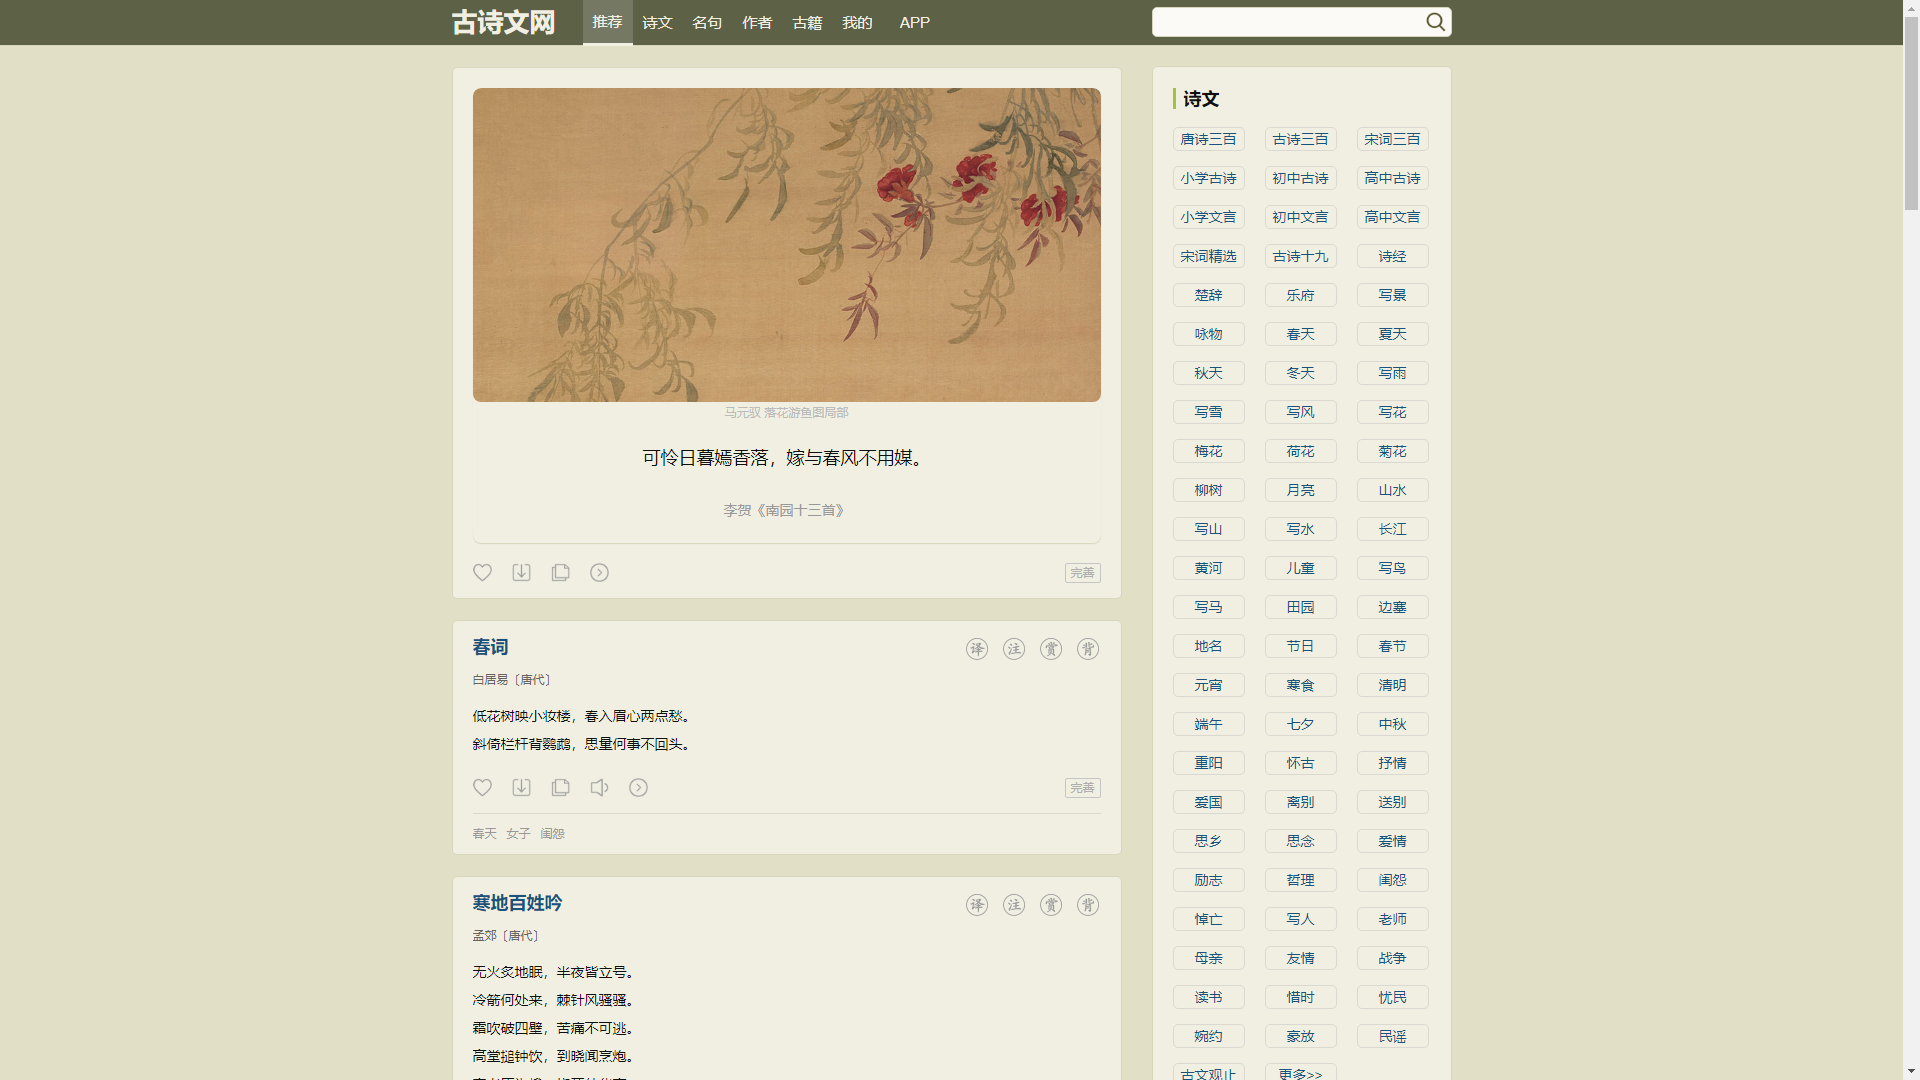 古诗文网
推荐 诗文 名句 作者 古籍 我的 APP
马元驭 落花游鱼图局部
可怜日暮嫣香落，嫁与春风不用媒。
李贺《南园十三首》
完善
春词
译 注 赏 背
白居易〔唐代〕
低花树映小妆楼，春入眉心两点愁。
斜倚栏杆背鹦鹉，思量何事不回头。
完善
春天 女子 闺怨
寒地百姓吟
译 注 赏 背
孟郊〔唐代〕
无火炙地眠，半夜皆立号。
冷箭何处来，棘针风骚骚。
霜吹破四壁，苦痛不可逃。
高堂搥钟饮，到晓闻烹炮。
诗文
唐诗三百 古诗三百 宋词三百
小学古诗 初中古诗 高中古诗
小学文言 初中文言 高中文言
宋词精选 古诗十九 诗经
楚辞 乐府 写景
咏物 春天 夏天
秋天 冬天 写雨
写雪 写风 写花
梅花 荷花 菊花
柳树 月亮 山水
写山 写水 长江
黄河 儿童 写鸟
写马 田园 边塞
地名 节日 春节
元宵 寒食 清明
端午 七夕 中秋
重阳 怀古 抒情
爱国 离别 送别
思乡 思念 爱情
励志 哲理 闺怨
悼亡 写人 老师
母亲 友情 战争
读书 惜时 忧民
婉约 豪放 民谣
古文观止 更多>>